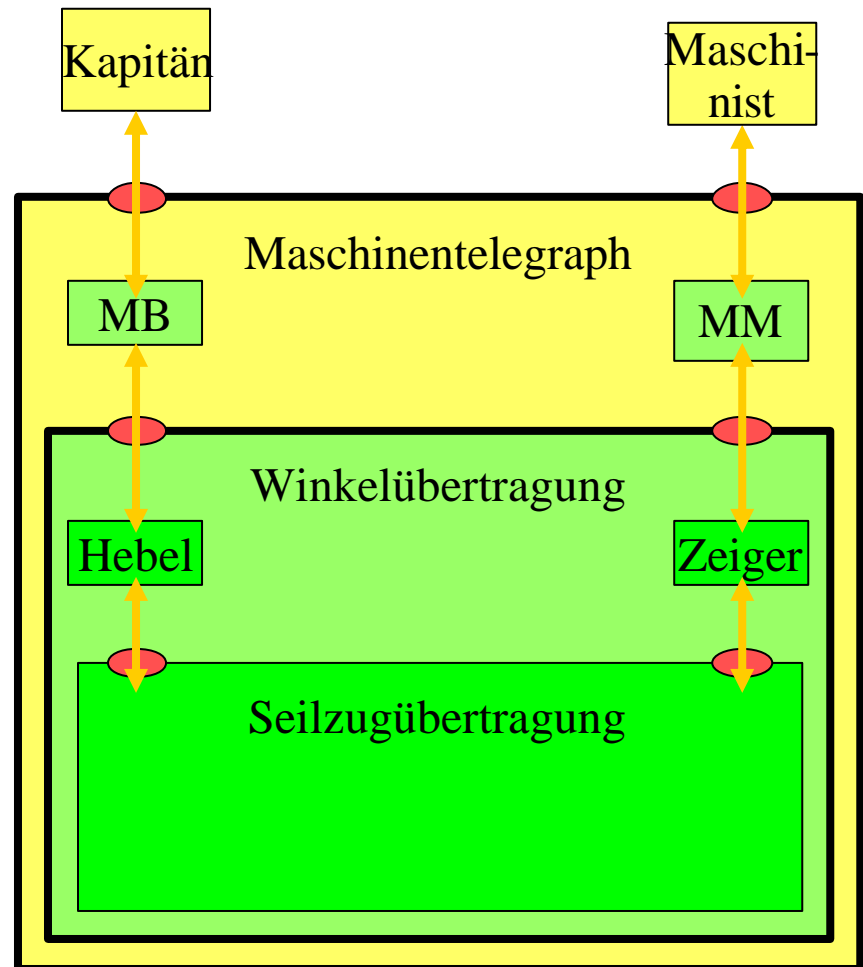 Kapitän
Maschi-
nist
Maschinentelegraph
MB
MM
Winkelübertragung
Hebel
Zeiger
Seilzugübertragung